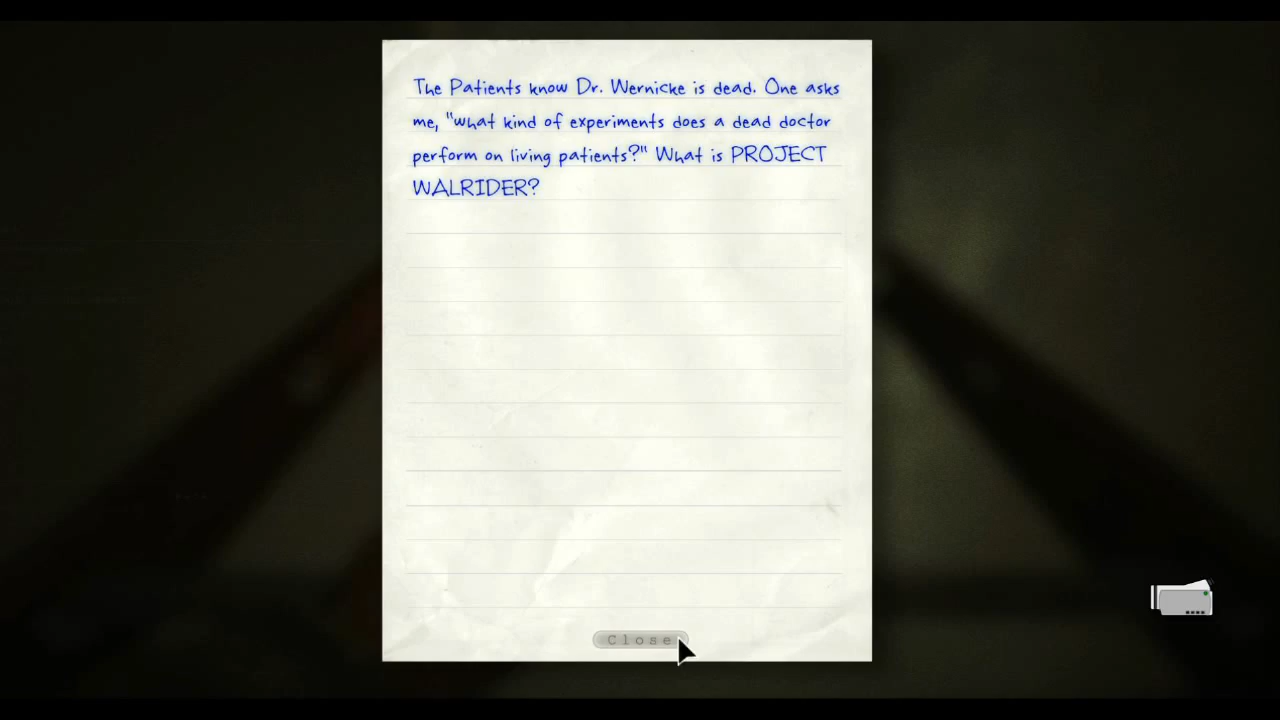 The Patients know Dr. Wernicke is dead. One asks
me, "what kind of experiments does a dead doctor
perform on living patients?" What is PROJECT
WALRIDER?
Close